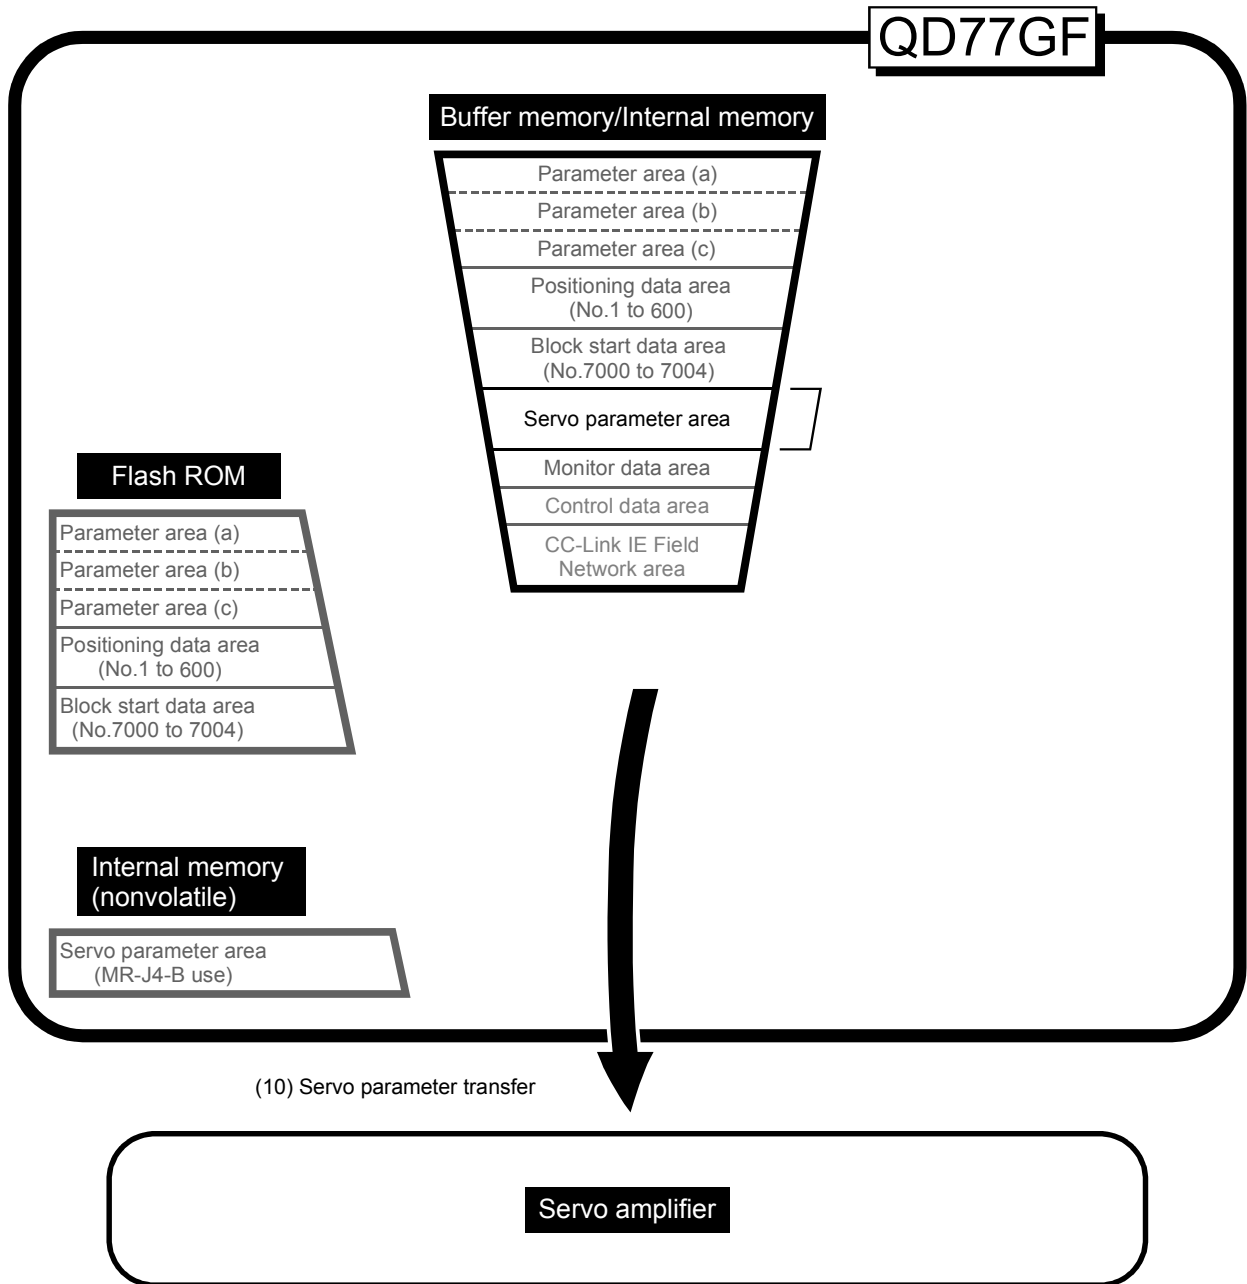 QD77GF
Buffer memory/Internal memory
Parameter area (a)
Parameter area (b)
Parameter area (c)
Positioning data area
(No.1 to 600)
Block start data area
(No.7000 to 7004)
Servo parameter area
Monitor data area
Control data area
CC-Link IE Field
Network area
Flash ROM
Parameter area (a)
Parameter area (b)
Parameter area (c)
Positioning data area
(No.1 to 600)
Block start data area
(No.7000 to 7004)
Internal memory
(nonvolatile)
Servo parameter area
(MR-J4-B use)
(10) Servo parameter transfer
Servo amplifier